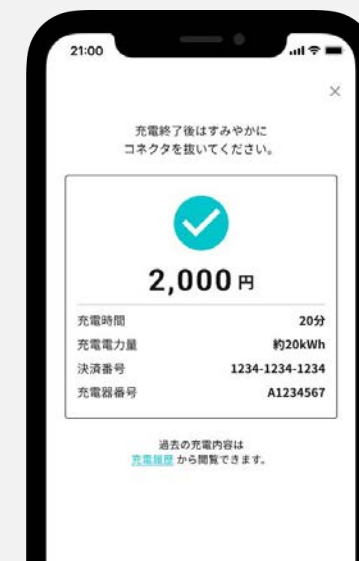 21:00
充電終了後はすみやかに
コネクタを抜いてください。
2,000 円
充電時間 20分
充電電力量 約20kWh
決済番号 1234-1234-1234
充電器番号 A1234567
過去の充電内容は
充電履歴 から閲覧できます。